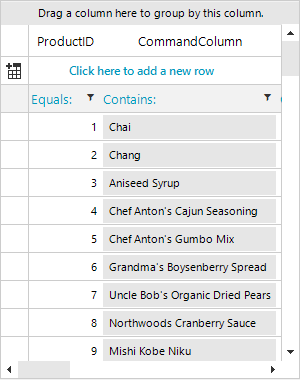 Drag a column here to group by this column.
ProductID CommandColumn
Click here to add a new row
Equals: Contains:
1 Chai
2 Chang
3 Aniseed Syrup
4 Chef Anton's Cajun Seasoning
5 Chef Anton's Gumbo Mix
6 Grandma's Boysenberry Spread
7 Uncle Bob's Organic Dried Pears
8 Northwoods Cranberry Sauce
9 Mishi Kobe Niku